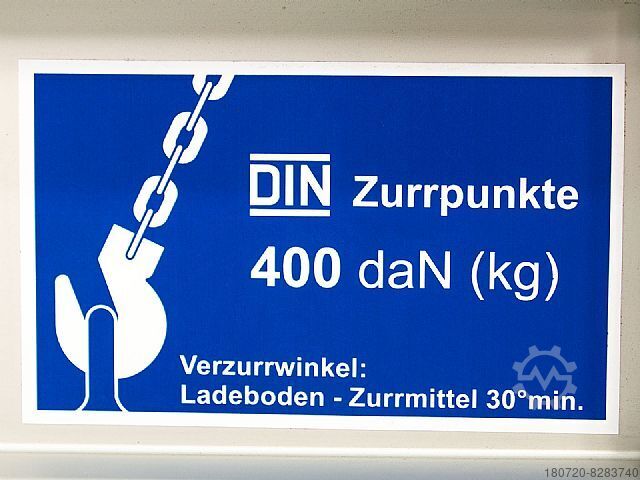 DIN Zurrpunkte
400 daN (kg)
Verzurrwinkel:
Ladeboden - Zurrmittel 30°min.
180720-8283740